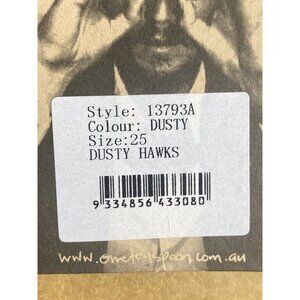 Style: 13793A
Colour: DUSTY
Size:25
DUSTY HAWKS
9 334856 433080
www.oneteaspoon.com.au